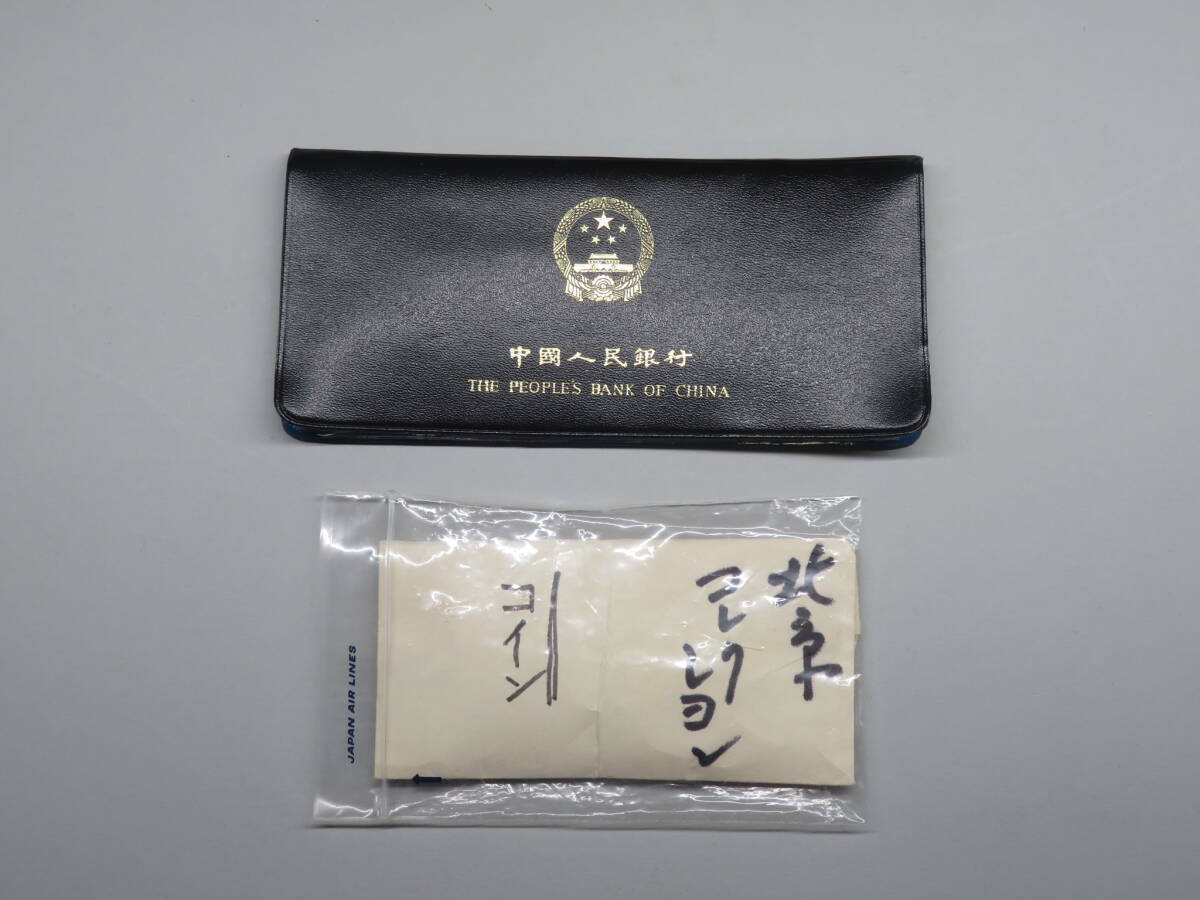 中國人民銀行
THE PEOPLE'S BANK OF CHINA
JAPAN AIR LINES
北京
コレクション
コイン